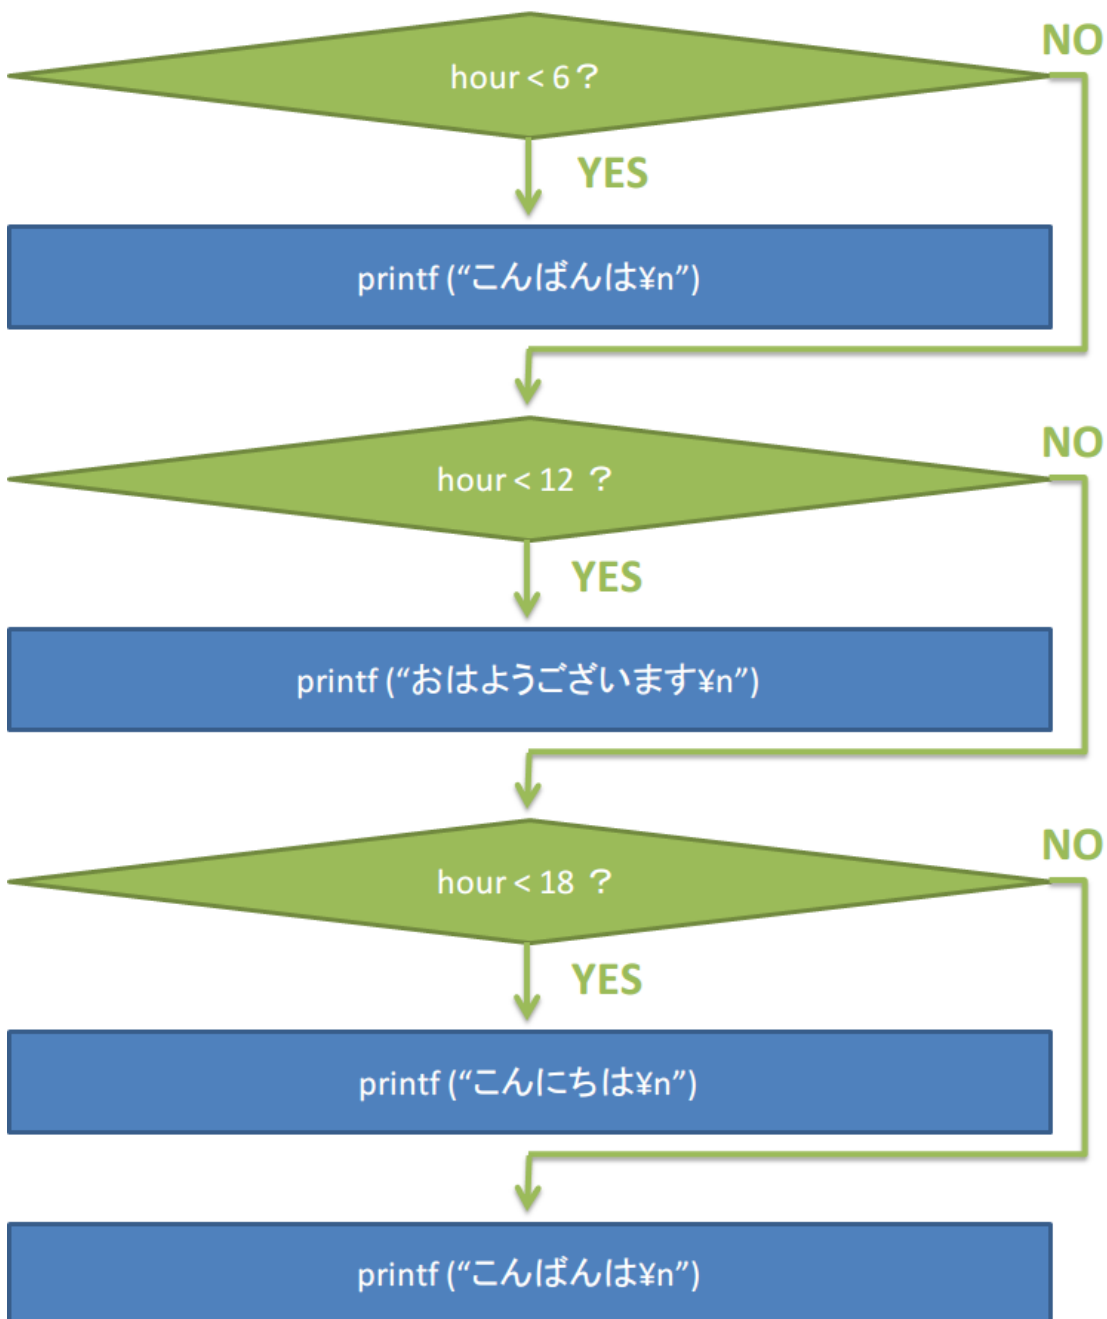 NO
hour < 6？
YES
printf (“こんばんは¥n”)
NO
hour < 12 ？
YES
printf (“おはようございます¥n”)
NO
hour < 18 ？
YES
printf (“こんにちは¥n”)
printf (“こんばんは¥n”)